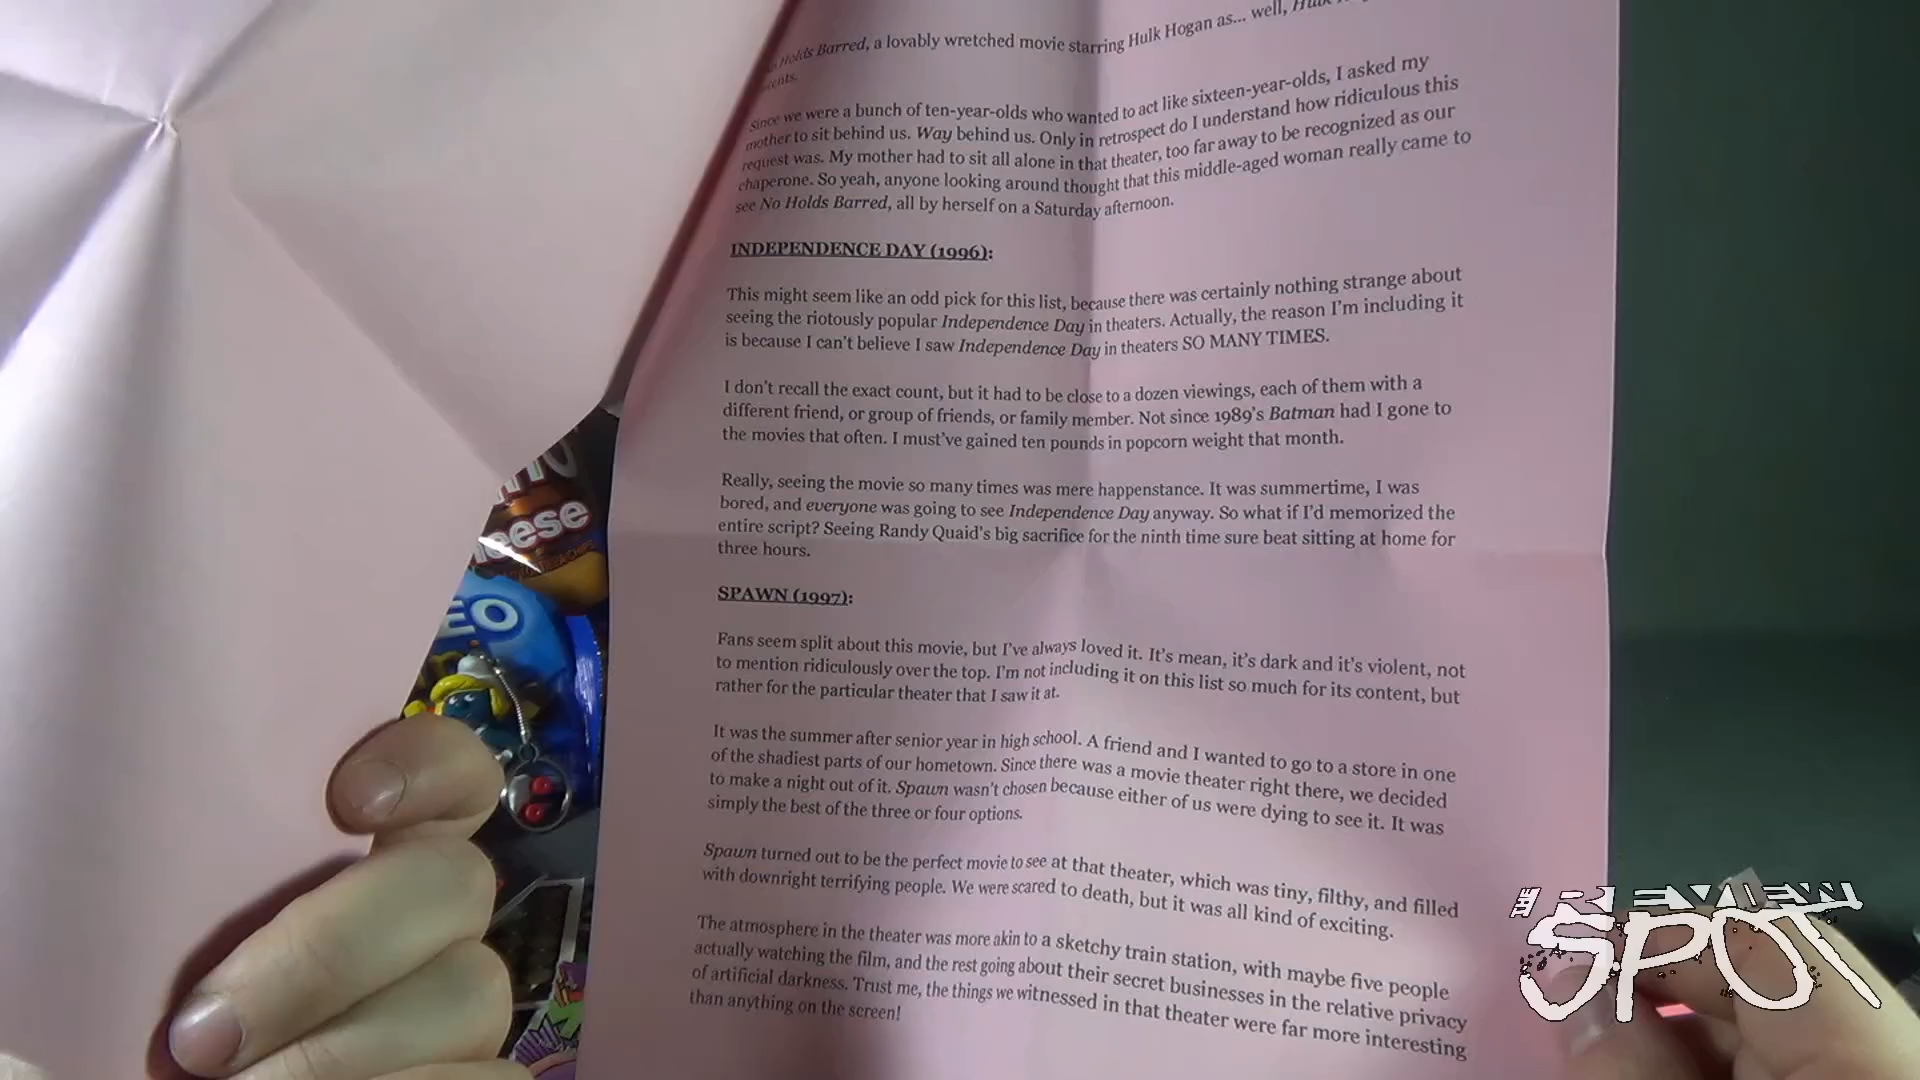 Holds Barred, a lovably wretched movie starring Hulk Hogan as... well,
Since we were a bunch of ten-year-olds who wanted to act like sixteen-year-olds, I asked my
mother to sit behind us. Way behind us. Only in retrospect do I understand how ridiculous this
request was. My mother had to sit all alone in that theater, too far away to be recognized as our
chaperone. So yeah, anyone looking around thought that this middle-aged woman really came to
see No Holds Barred, all by herself on a Saturday afternoon.
INDEPENDENCE DAY (1996):
This might seem like an odd pick for this list, because there was certainly nothing strange about
seeing the riotously popular Independence Day in theaters. Actually, the reason I'm including it
is because I can't believe I saw Independence Day in theaters SO MANY TIMES.
I don't recall the exact count, but it had to be close to a dozen viewings, each of them with a
different friend, or group of friends, or family member. Not since 1989's Batman had I gone to
the movies that often. I must've gained ten pounds in popcorn weight that month.
Really, seeing the movie so many times was mere happenstance. It was summertime, I was
bored, and everyone was going to see Independence Day anyway. So what if I'd memorized the
entire script? Seeing Randy Quaid's big sacrifice for the ninth time sure beat sitting at home for
three hours.
SPAWN (1997):
Fans seem split about this movie, but I've always loved it. It's mean, it's dark and it's violent, not
to mention ridiculously over the top. I'm not including it on this list so much for its content, but
rather for the particular theater that I saw it at.
It was the summer after senior year in high school. A friend and I wanted to go to a store in one
of the shadiest parts of our hometown. Since there was a movie theater right there, we decided
to make a night out of it. Spawn wasn't chosen because either of us were dying to see it. It was
simply the best of the three or four options.
Spawn turned out to be the perfect movie to see at that theater, which was tiny, filthy, and filled
with downright terrifying people. We were scared to death, but it was all kind of exciting.
The atmosphere in the theater was more akin to a sketchy train station, with maybe five people
actually watching the film, and the rest going about their secret businesses in the relative privacy
of artificial darkness. Trust me, the things we witnessed in that theater were far more interesting
than anything on the screen!
eese
EO
REVIEW
SPOT